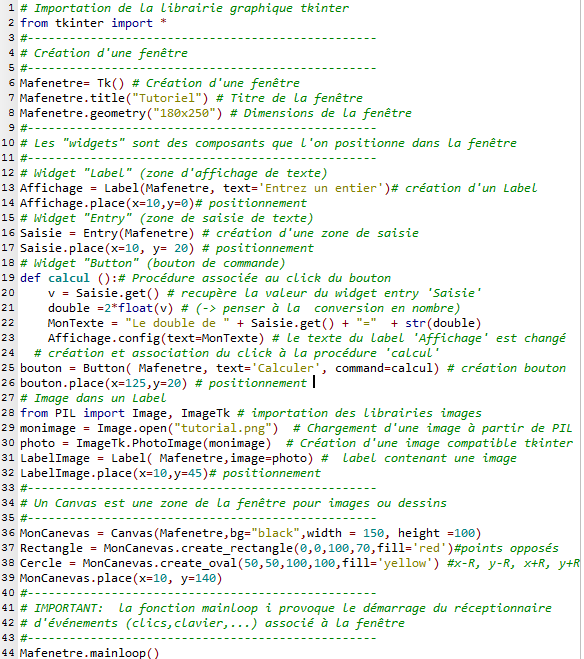 1 # Importation de la librairie graphique tkinter
2 from tkinter import *
3 #--------------------------------------------------
4 # Création d'une fenêtre
5 #--------------------------------------------------
6 Mafenetre= Tk() # Création d'une fenêtre
7 Mafenetre.title("Tutoriel") # Titre de la fenêtre
8 Mafenetre.geometry("180x250") # Dimensions de la fenêtre
9 #--------------------------------------------------
10 # Les "widgets" sont des composants que l'on positionne dans la fenêtre
11 #--------------------------------------------------
12 # Widget "Label" (zone d'affichage de texte)
13 Affichage = Label(Mafenetre, text='Entrez un entier')# création d'un Label
14 Affichage.place(x=10,y=0)# positionnement
15 # Widget "Entry" (zone de saisie de texte)
16 Saisie = Entry(Mafenetre) # création d'une zone de saisie
17 Saisie.place(x=10, y= 20) # positionnement
18 # Widget "Button" (bouton de commande)
19 def calcul ():# Procédure associée au click du bouton
20     v = Saisie.get() # recupère la valeur du widget entry 'Saisie'
21     double =2*float(v) # (-> penser à la  conversion en nombre)
22     MonTexte = "Le double de " + Saisie.get() + "="  + str(double)
23     Affichage.config(text=MonTexte) # le texte du label 'Affichage' est changé
24   # création et association du click à la procédure 'calcul'
25 bouton = Button( Mafenetre, text='Calculer', command=calcul) # création bouton
26 bouton.place(x=125,y=20) # positionnement
27 # Image dans un Label
28 from PIL import Image, ImageTk # importation des librairies images
29 monimage = Image.open("tutorial.png")  # Chargement d'une image à partir de PIL
30 photo = ImageTk.PhotoImage(monimage)  # Création d'une image compatible tkinter
31 LabelImage = Label( Mafenetre,image=photo) #  label contenant une image
32 LabelImage.place(x=10,y=45)# positionnement
33 #--------------------------------------------------
34 # Un Canvas est une zone de la fenêtre pour images ou dessins
35 #--------------------------------------------------
36 MonCanevas = Canvas(Mafenetre,bg="black",width = 150, height =100)
37 Rectangle = MonCanevas.create_rectangle(0,0,100,70,fill='red')#points opposés
38 Cercle = MonCanevas.create_oval(50,50,100,100,fill='yellow') #x-R, y-R, x+R, y+R
39 MonCanevas.place(x=10, y=140)
40 #--------------------------------------------------
41 # IMPORTANT:  la fonction mainloop i provoque le démarrage du réceptionnaire
42 # d'événements (clics,clavier,...) associé à la fenêtre
43 #--------------------------------------------------
44 Mafenetre.mainloop()